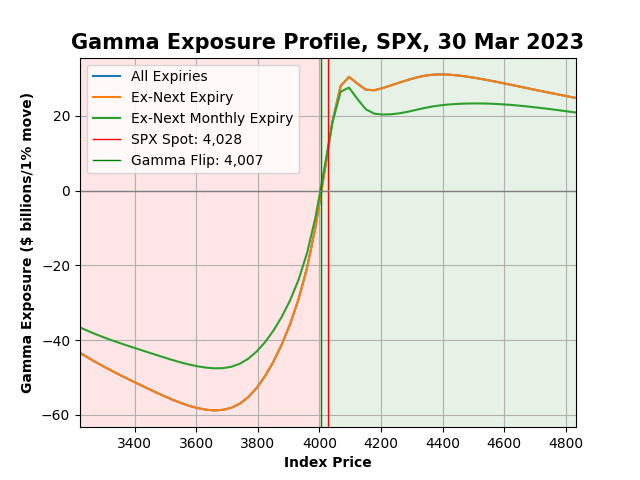 Gamma Exposure Profile, SPX, 30 Mar 2023
All Expiries
Ex-Next Expiry
Ex-Next Monthly Expiry
SPX Spot: 4,028
Gamma Flip: 4,007
Gamma Exposure ($ billions/1% move)
20
0
−20
−40
−60
3400 3600 3800 4000 4200 4400 4600 4800
Index Price